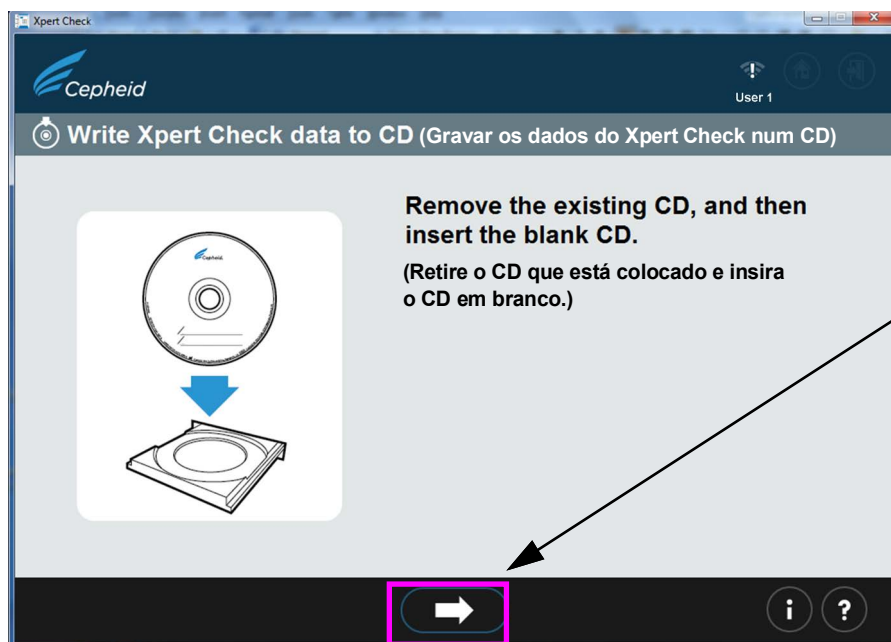 Xpert Check
Cepheid
User 1
Write Xpert Check data to CD (Gravar os dados do Xpert Check num CD)
Cepheid
Remove the existing CD, and then
insert the blank CD.
(Retire o CD que está colocado e insira
o CD em branco.)
i ?